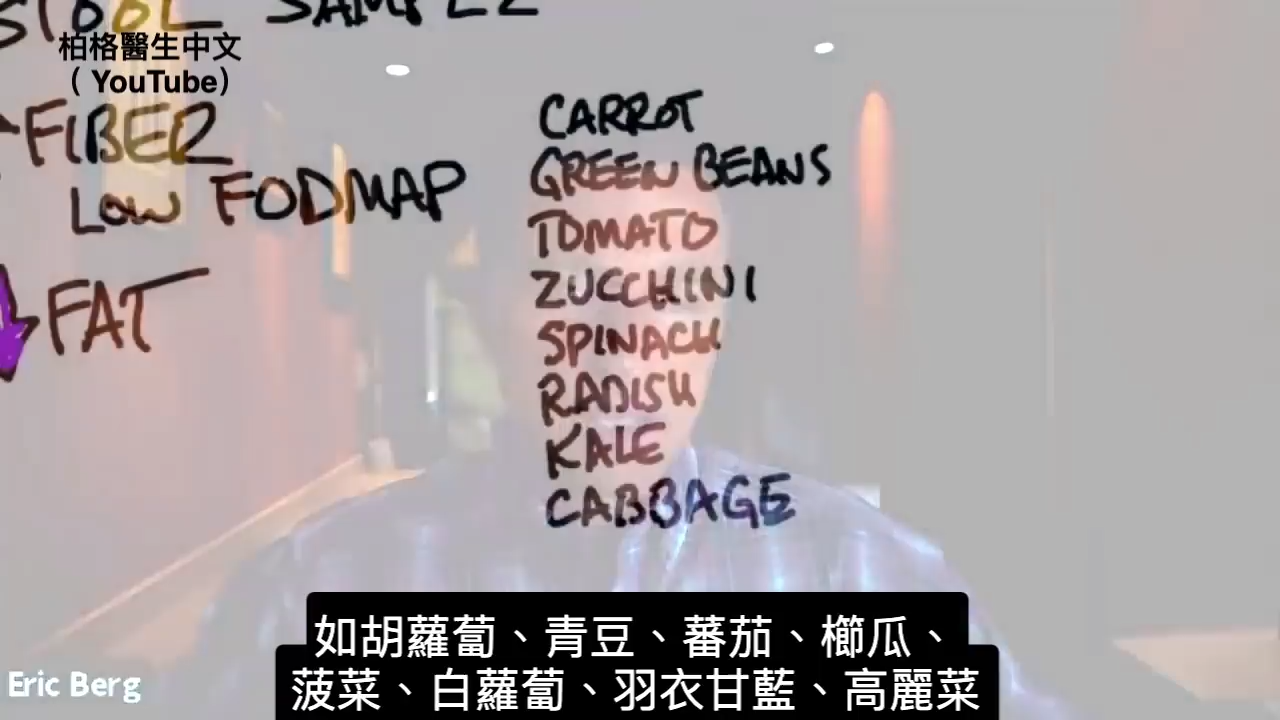 STOOL SAMPLE
柏格醫生中文
（YouTube）
FIBER
LOW FODMAP
FAT
CARROT
GREEN BEANS
TOMATO
ZUCCHINI
SPINACH
RADISH
KALE
CABBAGE
如胡蘿蔔、青豆、蕃茄、櫛瓜、
菠菜、白蘿蔔、羽衣甘藍、高麗菜
Eric Berg